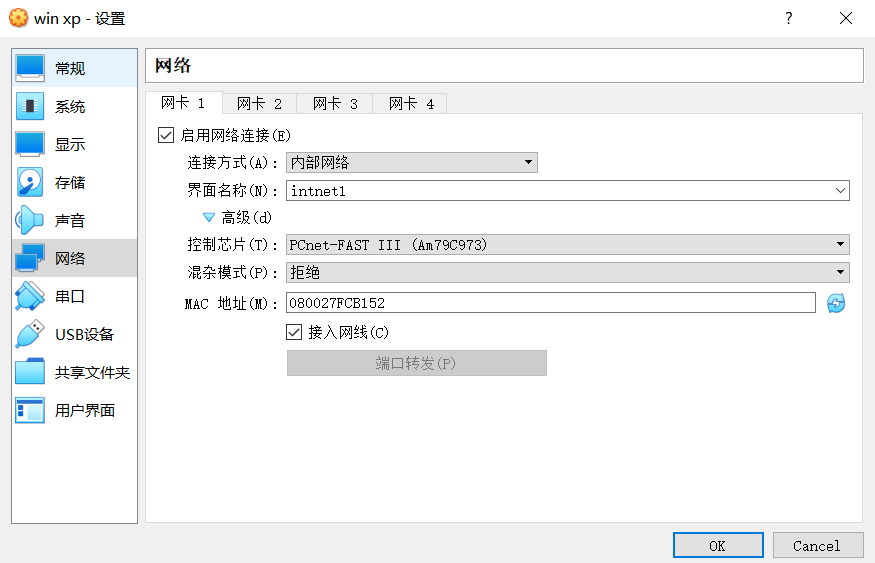 win xp - 设置
?
常规
系统
显示
存储
声音
网络
串口
USB设备
共享文件夹
用户界面
网络
网卡 1 网卡 2 网卡 3 网卡 4
启用网络连接(E)
连接方式(A): 内部网络
界面名称(N): intnet1
高级(d)
控制芯片(T): PCnet-FAST III (Am79C973)
混杂模式(P): 拒绝
MAC 地址(M): 080027FCB152
接入网线(C)
端口转发(P)
OK Cancel